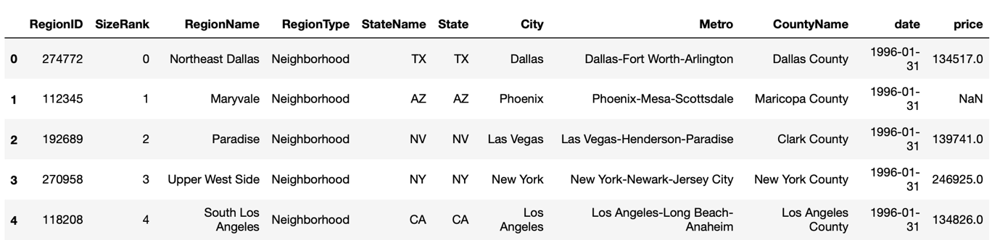 RegionID SizeRank RegionName RegionType StateName State City Metro CountyName date price
0 274772 0 Northeast Dallas Neighborhood TX TX Dallas Dallas-Fort Worth-Arlington Dallas County 1996-01-31 134517.0
1 112345 1 Maryvale Neighborhood AZ AZ Phoenix Phoenix-Mesa-Scottsdale Maricopa County 1996-01-31 NaN
2 192689 2 Paradise Neighborhood NV NV Las Vegas Las Vegas-Henderson-Paradise Clark County 1996-01-31 139741.0
3 270958 3 Upper West Side Neighborhood NY NY New York New York-Newark-Jersey City New York County 1996-01-31 246925.0
4 118208 4 South Los Angeles Neighborhood CA CA Los Angeles Los Angeles-Long Beach-Anaheim Los Angeles County 1996-01-31 134826.0